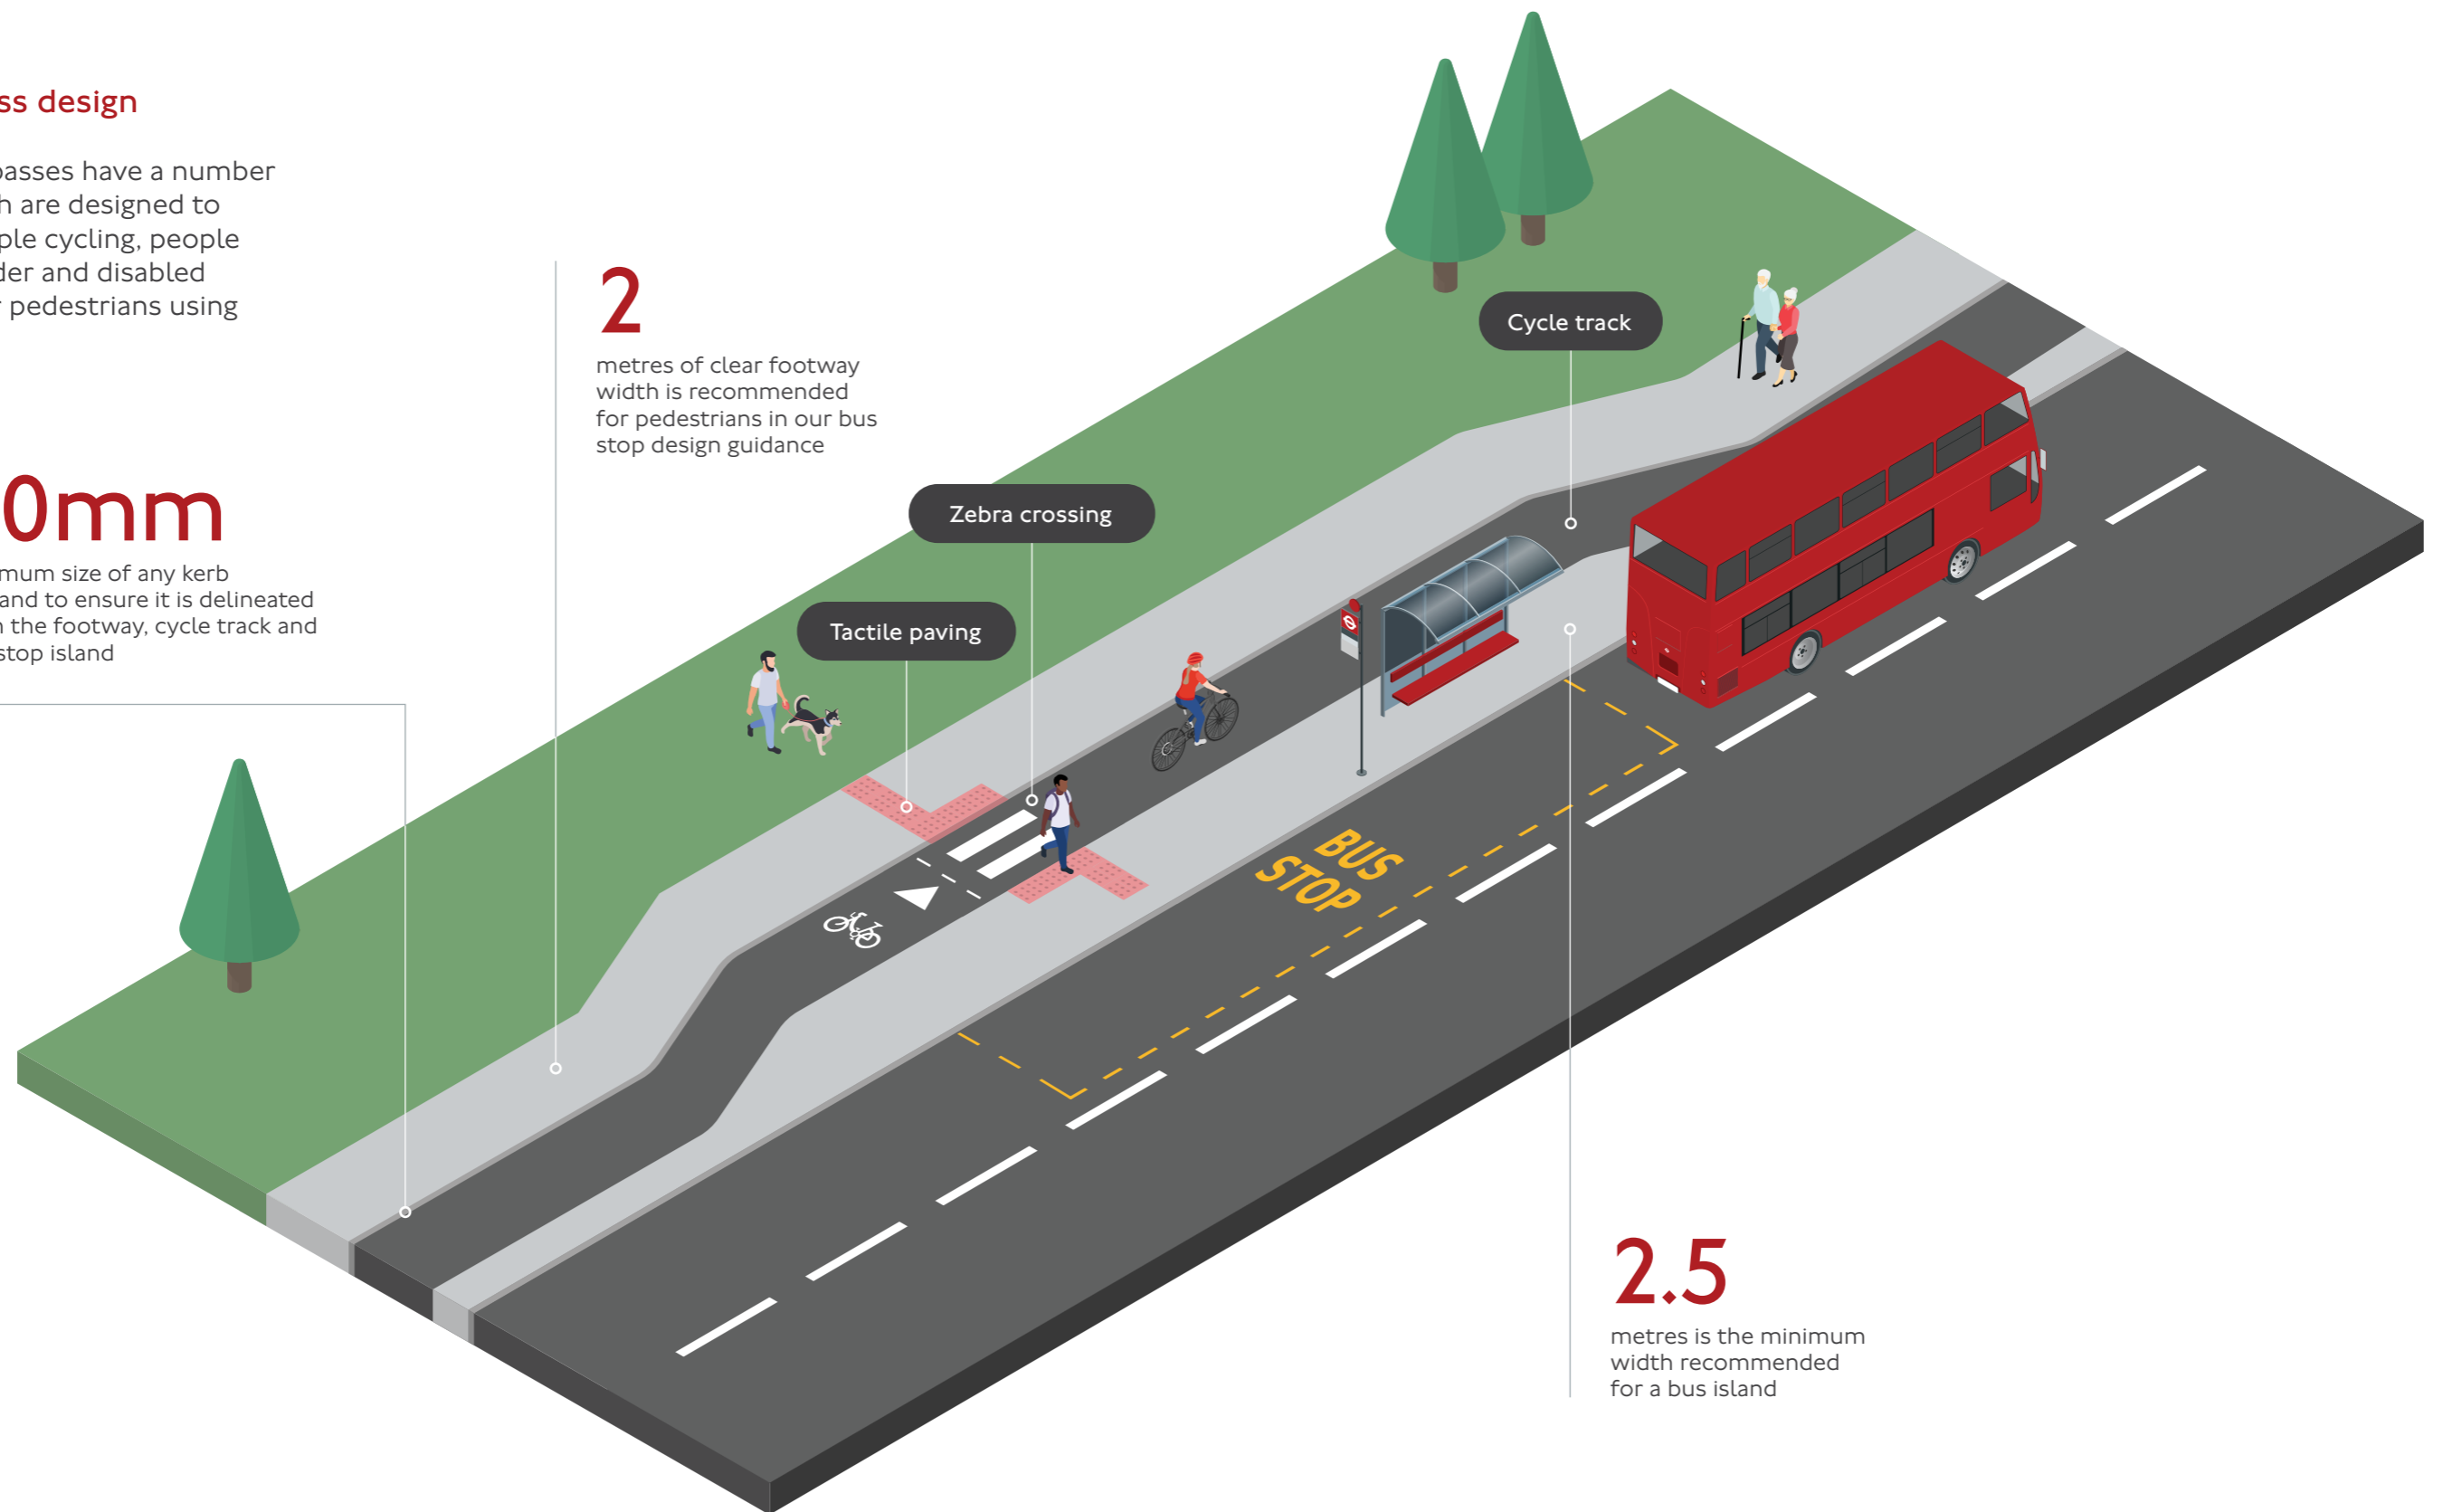 ss design
passes have a number
h are designed to
ple cycling, people
der and disabled
r pedestrians using
0mm
mum size of any kerb
and to ensure it is delineated
n the footway, cycle track and
stop island
2
metres of clear footway
width is recommended
for pedestrians in our bus
stop design guidance
Cycle track
Zebra crossing
Tactile paving
BUS
STOP
2.5
metres is the minimum
width recommended
for a bus island